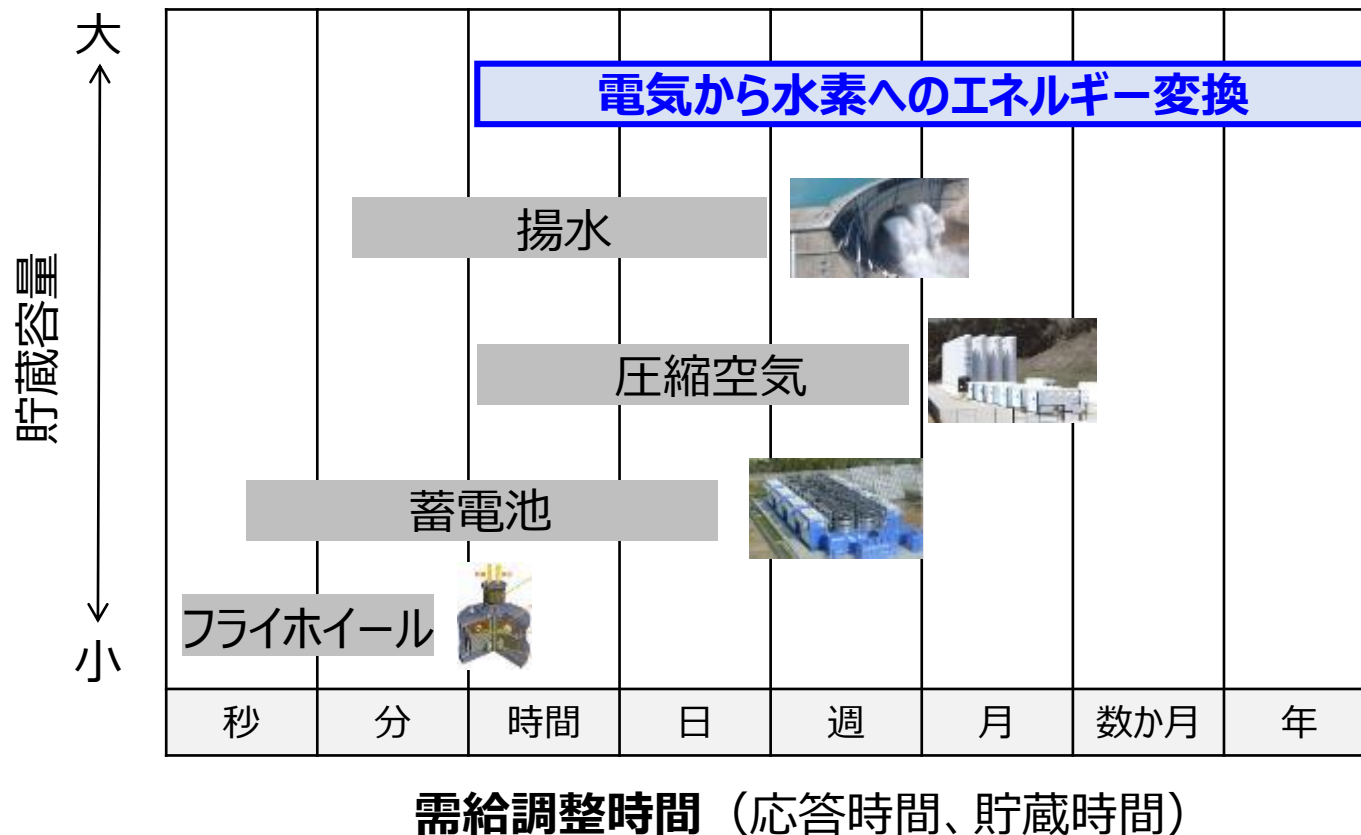 大
電気から水素へのエネルギー変換
揚水
貯蔵容量
圧縮空気
蓄電池
フライホイール
小
秒 分 時間 日 週 月 数か月 年
需給調整時間（応答時間、貯蔵時間）